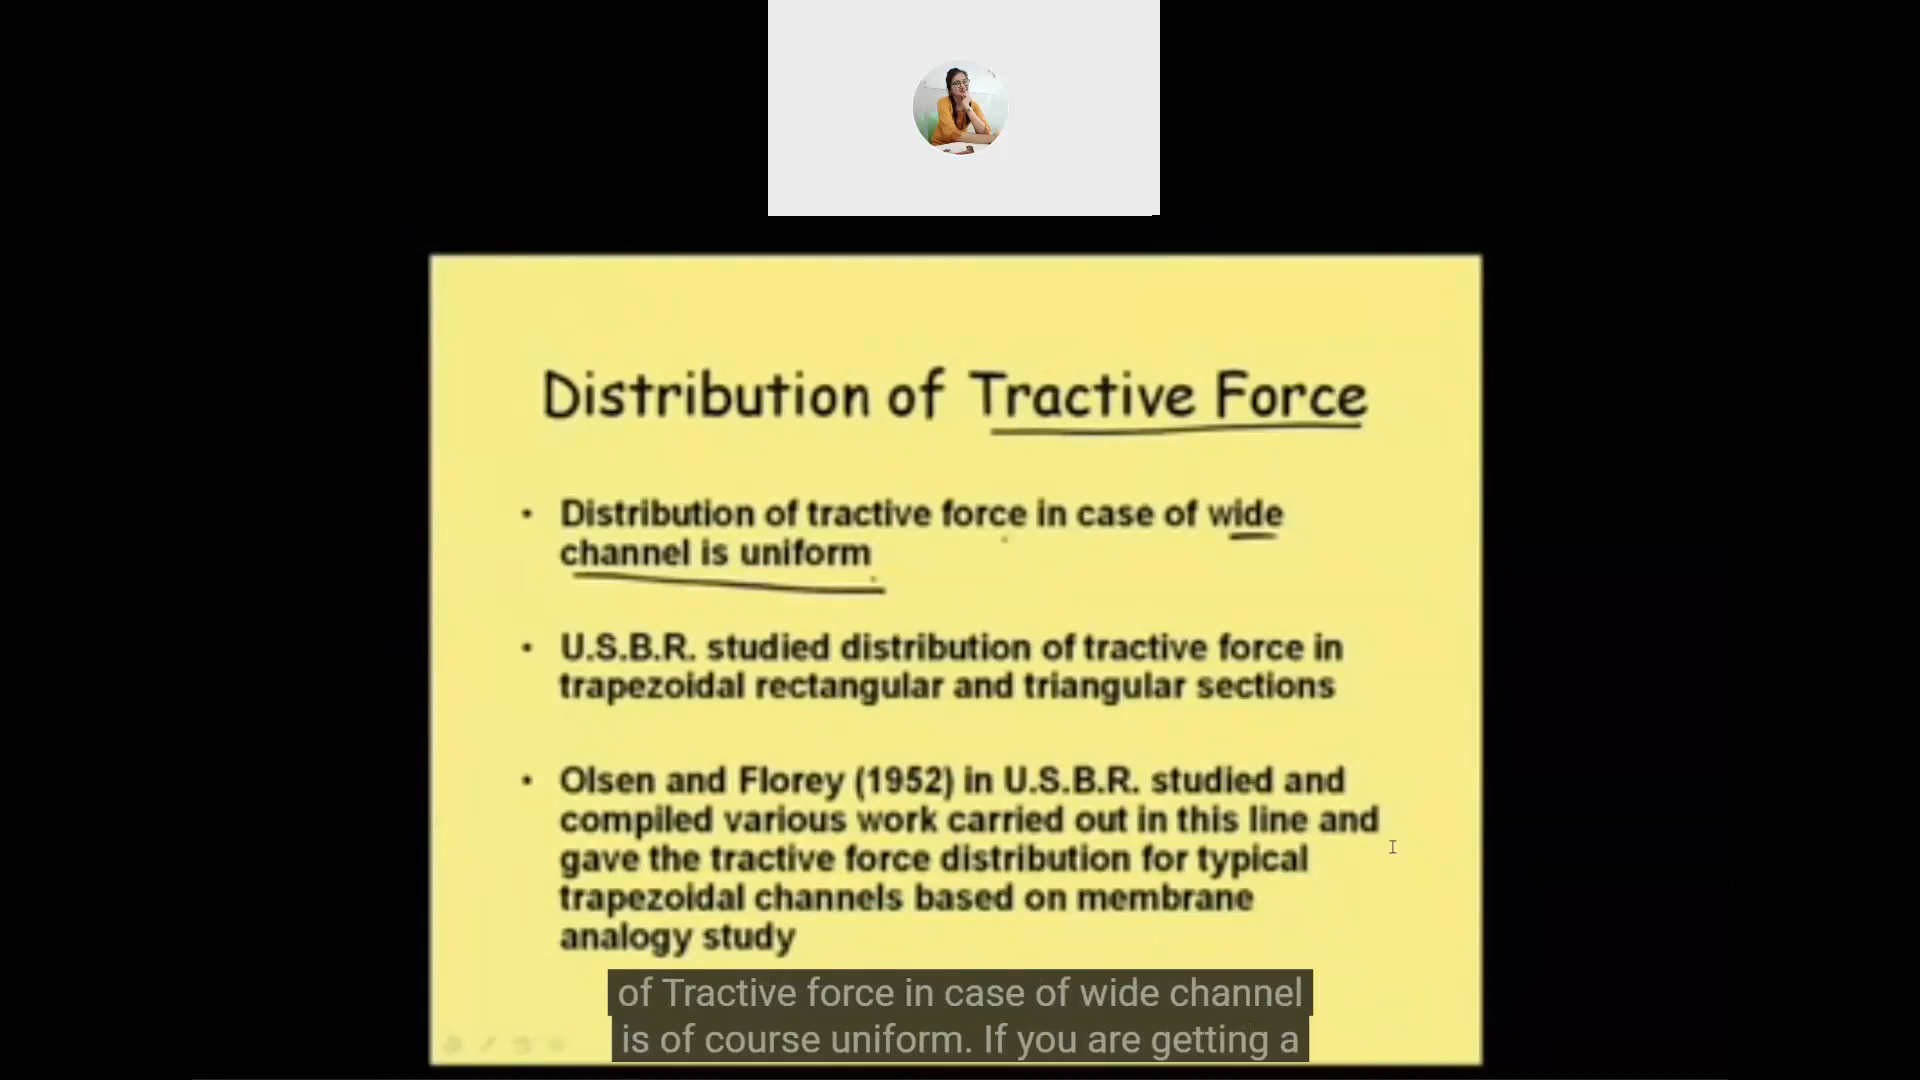 Distribution of Tractive Force
• Distribution of tractive force in case of wide
channel is uniform
• U.S.B.R. studied distribution of tractive force in
trapezoidal rectangular and triangular sections
• Olsen and Florey (1952) in U.S.B.R. studied and
compiled various work carried out in this line and
gave the tractive force distribution for typical
trapezoidal channels based on membrane
analogy study
of Tractive force in case of wide channel
is of course uniform. If you are getting a